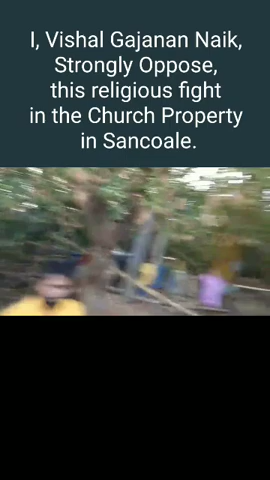 I, Vishal Gajanan Naik,
Strongly Oppose,
this religious fight
in the Church Property
in Sancoale.